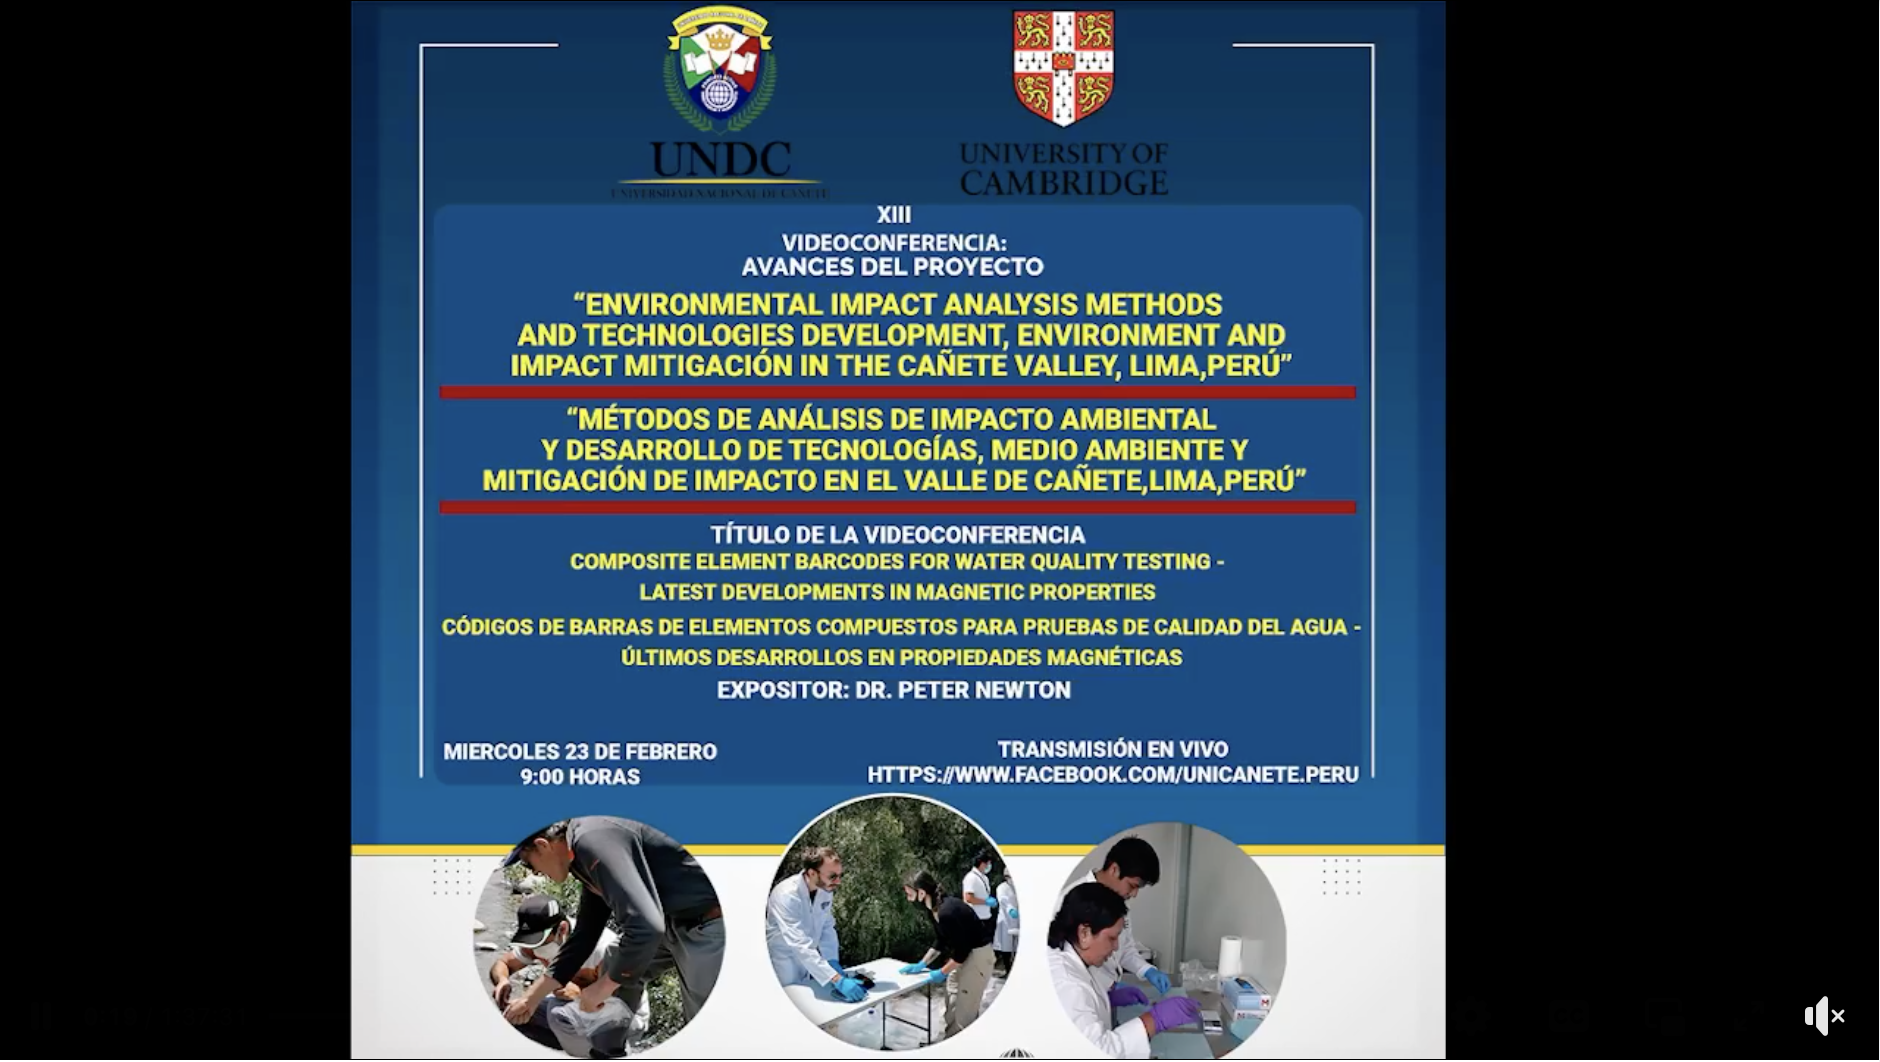 UNDC
UNIVERSIDAD NACIONAL DE CAÑETE
UNIVERSITY OF
CAMBRIDGE
XIII
VIDEOCONFERENCIA:
AVANCES DEL PROYECTO
“ENVIRONMENTAL IMPACT ANALYSIS METHODS
AND TECHNOLOGIES DEVELOPMENT, ENVIRONMENT AND
IMPACT MITIGACIÓN IN THE CAÑETE VALLEY, LIMA,PERÚ”
“MÉTODOS DE ANÁLISIS DE IMPACTO AMBIENTAL
Y DESARROLLO DE TECNOLOGÍAS, MEDIO AMBIENTE Y
MITIGACIÓN DE IMPACTO EN EL VALLE DE CAÑETE,LIMA,PERÚ”
TÍTULO DE LA VIDEOCONFERENCIA
COMPOSITE ELEMENT BARCODES FOR WATER QUALITY TESTING -
LATEST DEVELOPMENTS IN MAGNETIC PROPERTIES
CÓDIGOS DE BARRAS DE ELEMENTOS COMPUESTOS PARA PRUEBAS DE CALIDAD DEL AGUA -
ÚLTIMOS DESARROLLOS EN PROPIEDADES MAGNÉTICAS
EXPOSITOR: DR. PETER NEWTON
MIERCOLES 23 DE FEBRERO
9:00 HORAS
TRANSMISIÓN EN VIVO
HTTPS://WWW.FACEBOOK.COM/UNICANETE.PERU